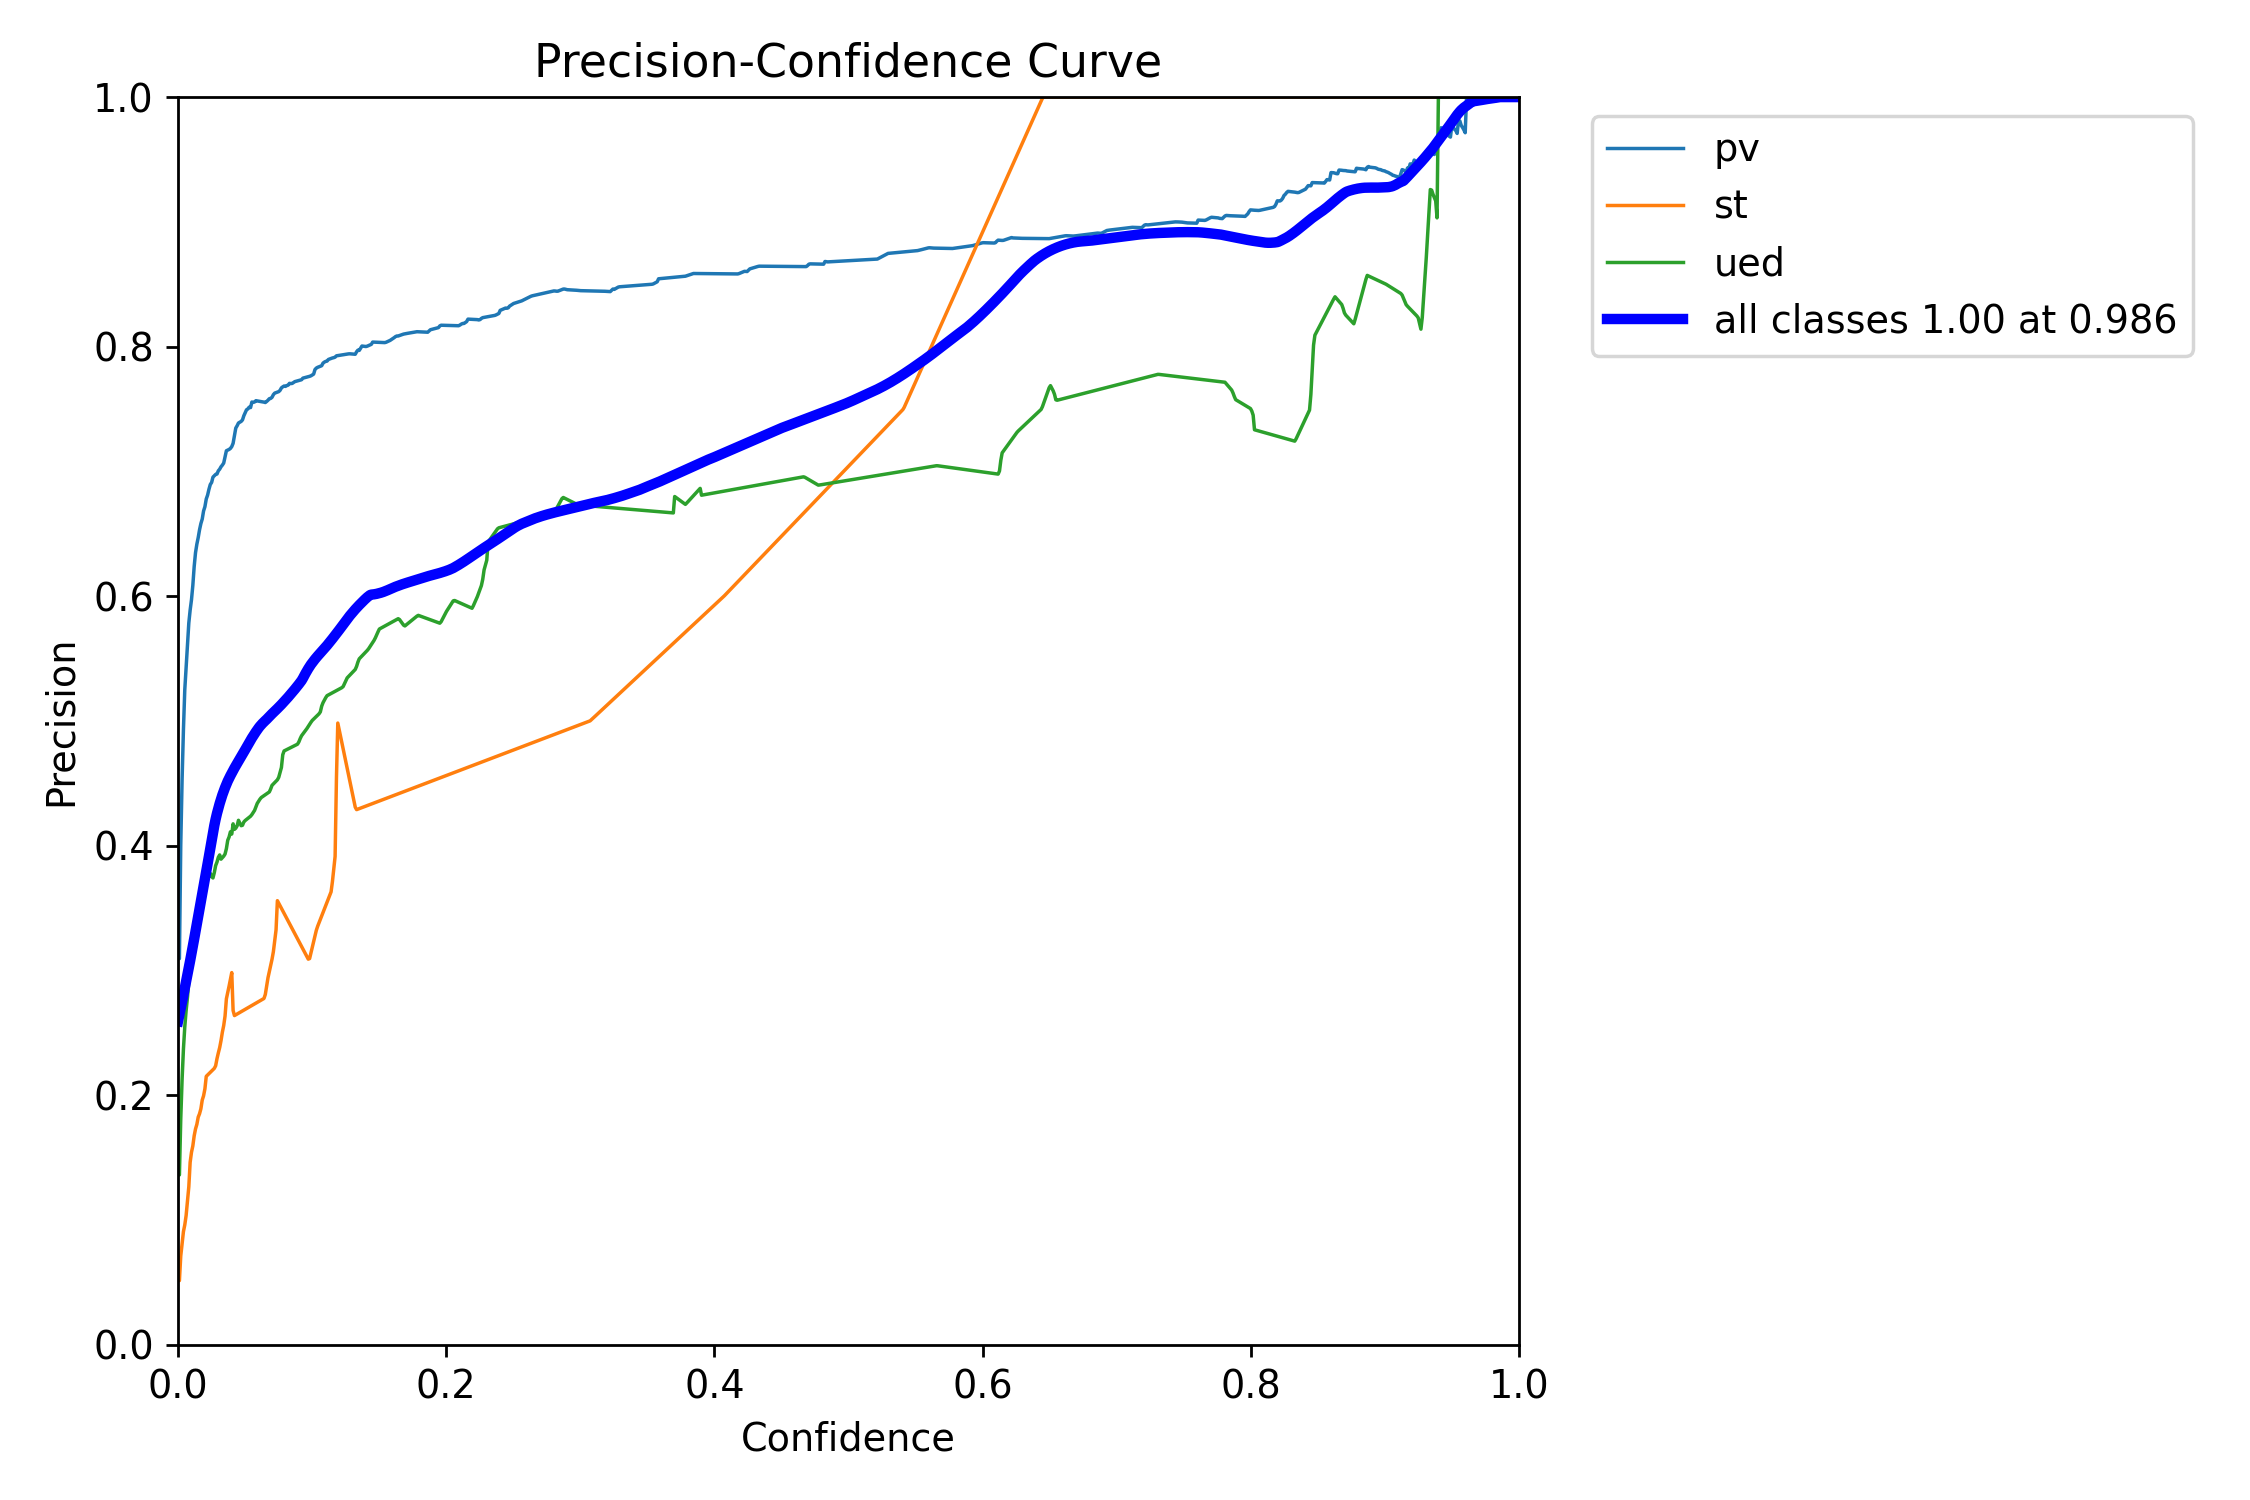 Precision-Confidence Curve
1.0
0.8
0.6
0.4
0.2
0.0
Precision
0.0 0.2 0.4 0.6 0.8 1.0
Confidence
pv
st
ued
all classes 1.00 at 0.986